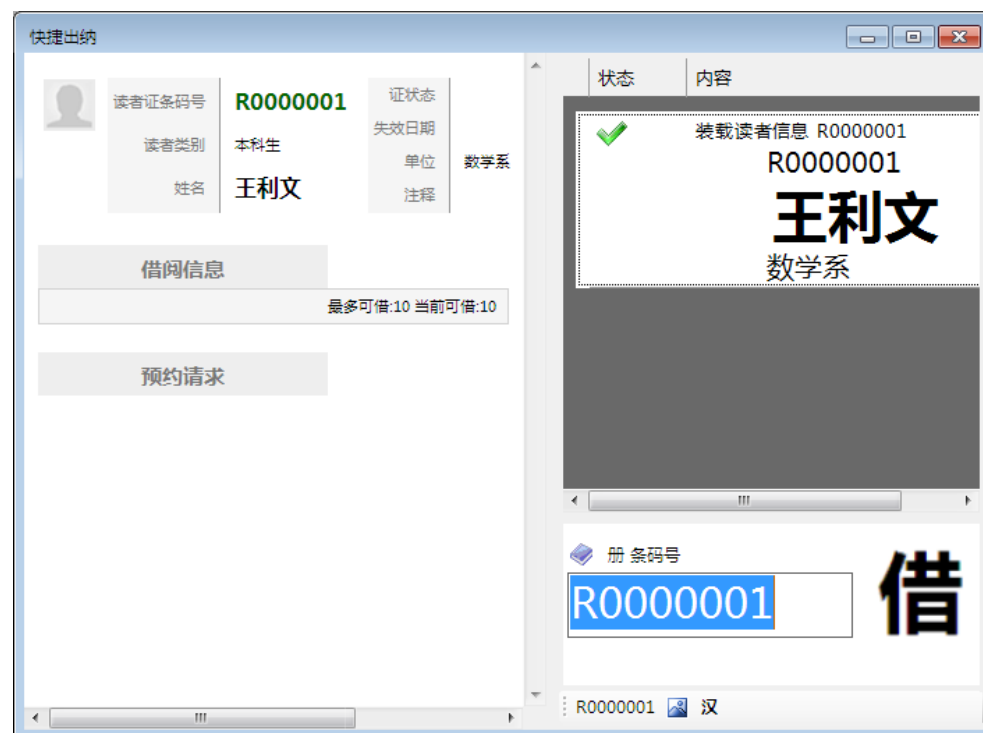 快捷出纳
读者证条码号 R0000001 证状态
失效日期
读者类别 本科生
单位 数学系
姓名 王利文 注释
借阅信息
最多可借:10 当前可借:10
预约请求
状态 内容
装载读者信息 R0000001
R0000001
王利文
数学系
册 条码号
R0000001
借
R0000001 汉